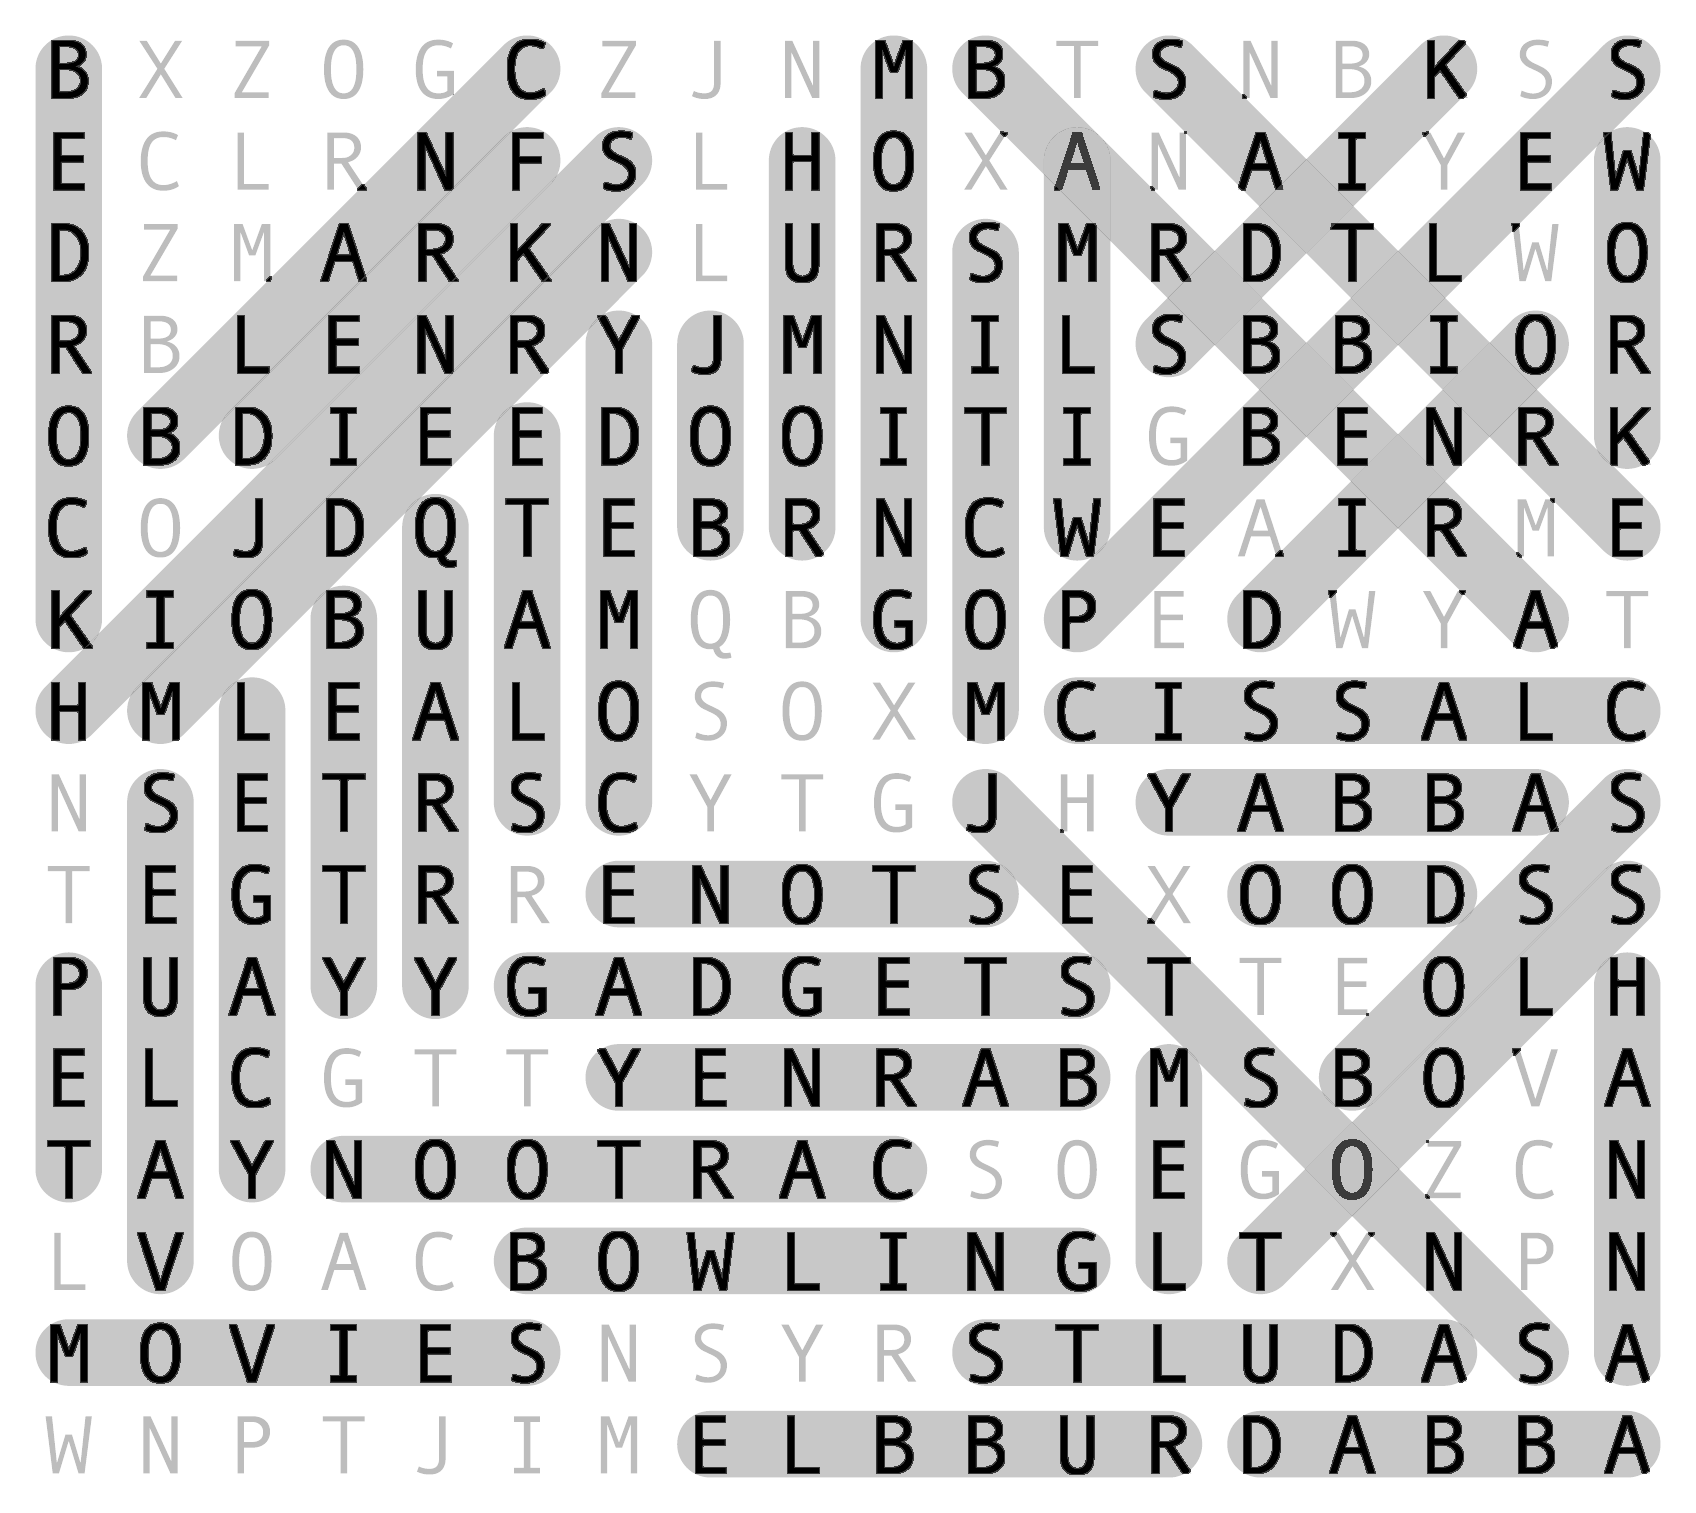 B X Z O G C Z J N M B T S N B K S S
E C L R N F S L H O X A N A I Y E W
D Z M A R K N L U R S M R D T L W O
R B L E N R Y J M N I L S B B I O R
O B D I E E D O O I T I G B E N R K
C O J D Q T E B R N C W E A I R M E
K I O B U A M Q B G O P E D W Y A T
H M L E A L O S O X M C I S S A L C
N S E T R S C Y T G J H Y A B B A S
T E G T R R E N O T S E X O O D S S
P U A Y Y G A D G E T S T T E O L H
E L C G T T Y E N R A B M S B O V A
T A Y N O O T R A C S O E G O Z C N
L V O A C B O W L I N G L T X N P N
M O V I E S N S Y R S T L U D A S A
W N P T J I M E L B B U R D A B B A